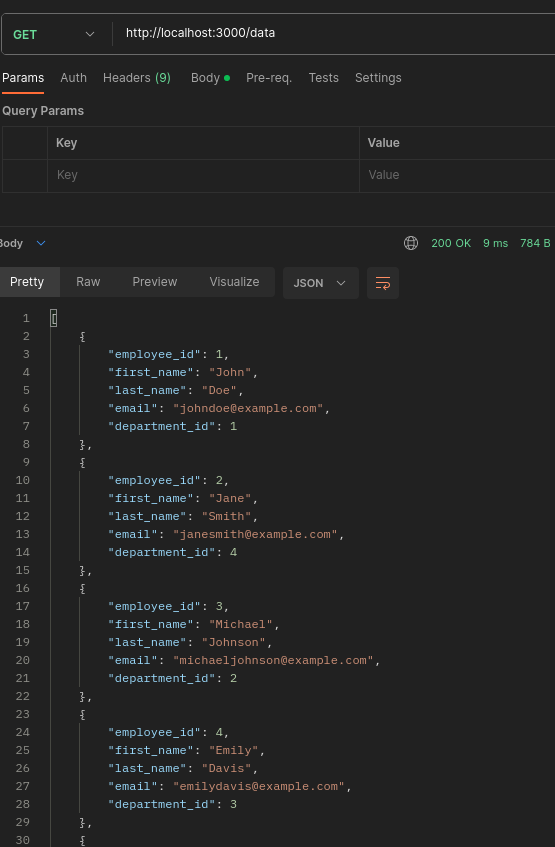 GET http://localhost:3000/data
Params Auth Headers (9) Body Pre-req. Tests Settings
Query Params
Key Value
Key Value
Body 200 OK 9 ms 784 B
Pretty Raw Preview Visualize JSON
1 [
2 {
3 "employee_id": 1,
4 "first_name": "John",
5 "last_name": "Doe",
6 "email": "johndoe@example.com",
7 "department_id": 1
8 },
9 {
10 "employee_id": 2,
11 "first_name": "Jane",
12 "last_name": "Smith",
13 "email": "janesmith@example.com",
14 "department_id": 4
15 },
16 {
17 "employee_id": 3,
18 "first_name": "Michael",
19 "last_name": "Johnson",
20 "email": "michaeljohnson@example.com",
21 "department_id": 2
22 },
23 {
24 "employee_id": 4,
25 "first_name": "Emily",
26 "last_name": "Davis",
27 "email": "emilydavis@example.com",
28 "department_id": 3
29 },
30 {